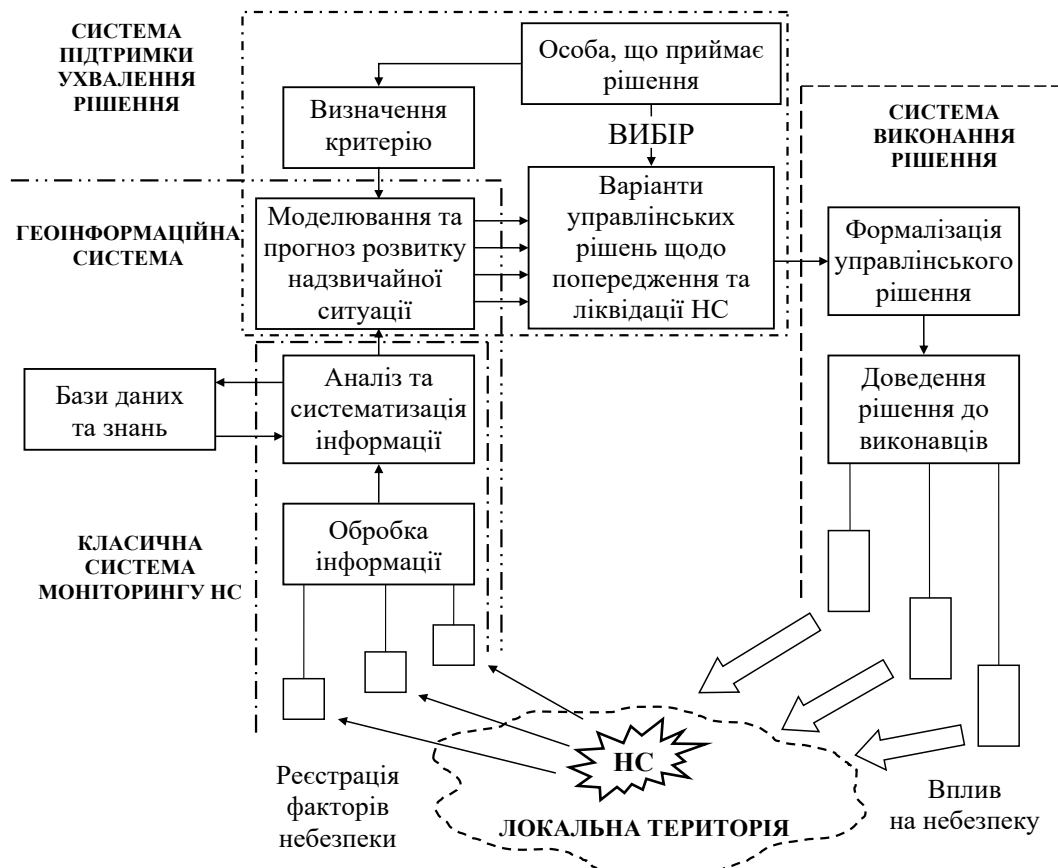 СИСТЕМА
ПІДТРИМКИ
УХВАЛЕННЯ
РІШЕННЯ
Особа, що приймає
рішення
Визначення
критерію
ВИБІР
СИСТЕМА
ВИКОНАННЯ
РІШЕННЯ
ГЕОІНФОРМАЦІЙНА
СИСТЕМА
Моделювання та
прогноз розвитку
надзвичайної
ситуації
Варіанти
управлінських
рішень щодо
попередження та
ліквідації НС
Формалізація
управлінського
рішення
Бази даних
та знань
Аналіз та
систематизація
інформації
Доведення
рішення до
виконавців
КЛАСИЧНА
СИСТЕМА
МОНІТОРИНГУ НС
Обробка
інформації
НС
Реєстрація
факторів
небезпеки
ЛОКАЛЬНА ТЕРИТОРІЯ
Вплив
на небезпеку